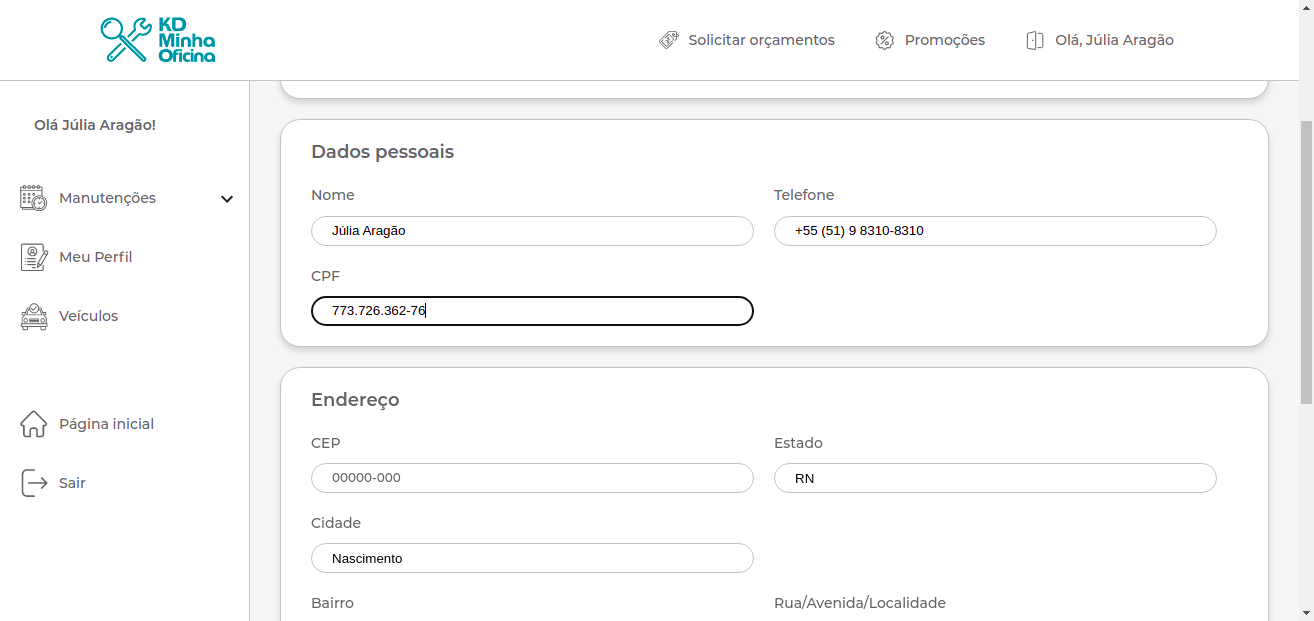 KD
Minha
Oficina
Solicitar orçamentos
Promoções
Olá, Júlia Aragão
Olá Júlia Aragão!
Manutenções
Meu Perfil
Veículos
Página inicial
Sair
Dados pessoais
Nome
Telefone
Júlia Aragão
+55 (51) 9 8310-8310
CPF
773.726.362-76
Endereço
CEP
Estado
00000-000
RN
Cidade
Nascimento
Bairro
Rua/Avenida/Localidade